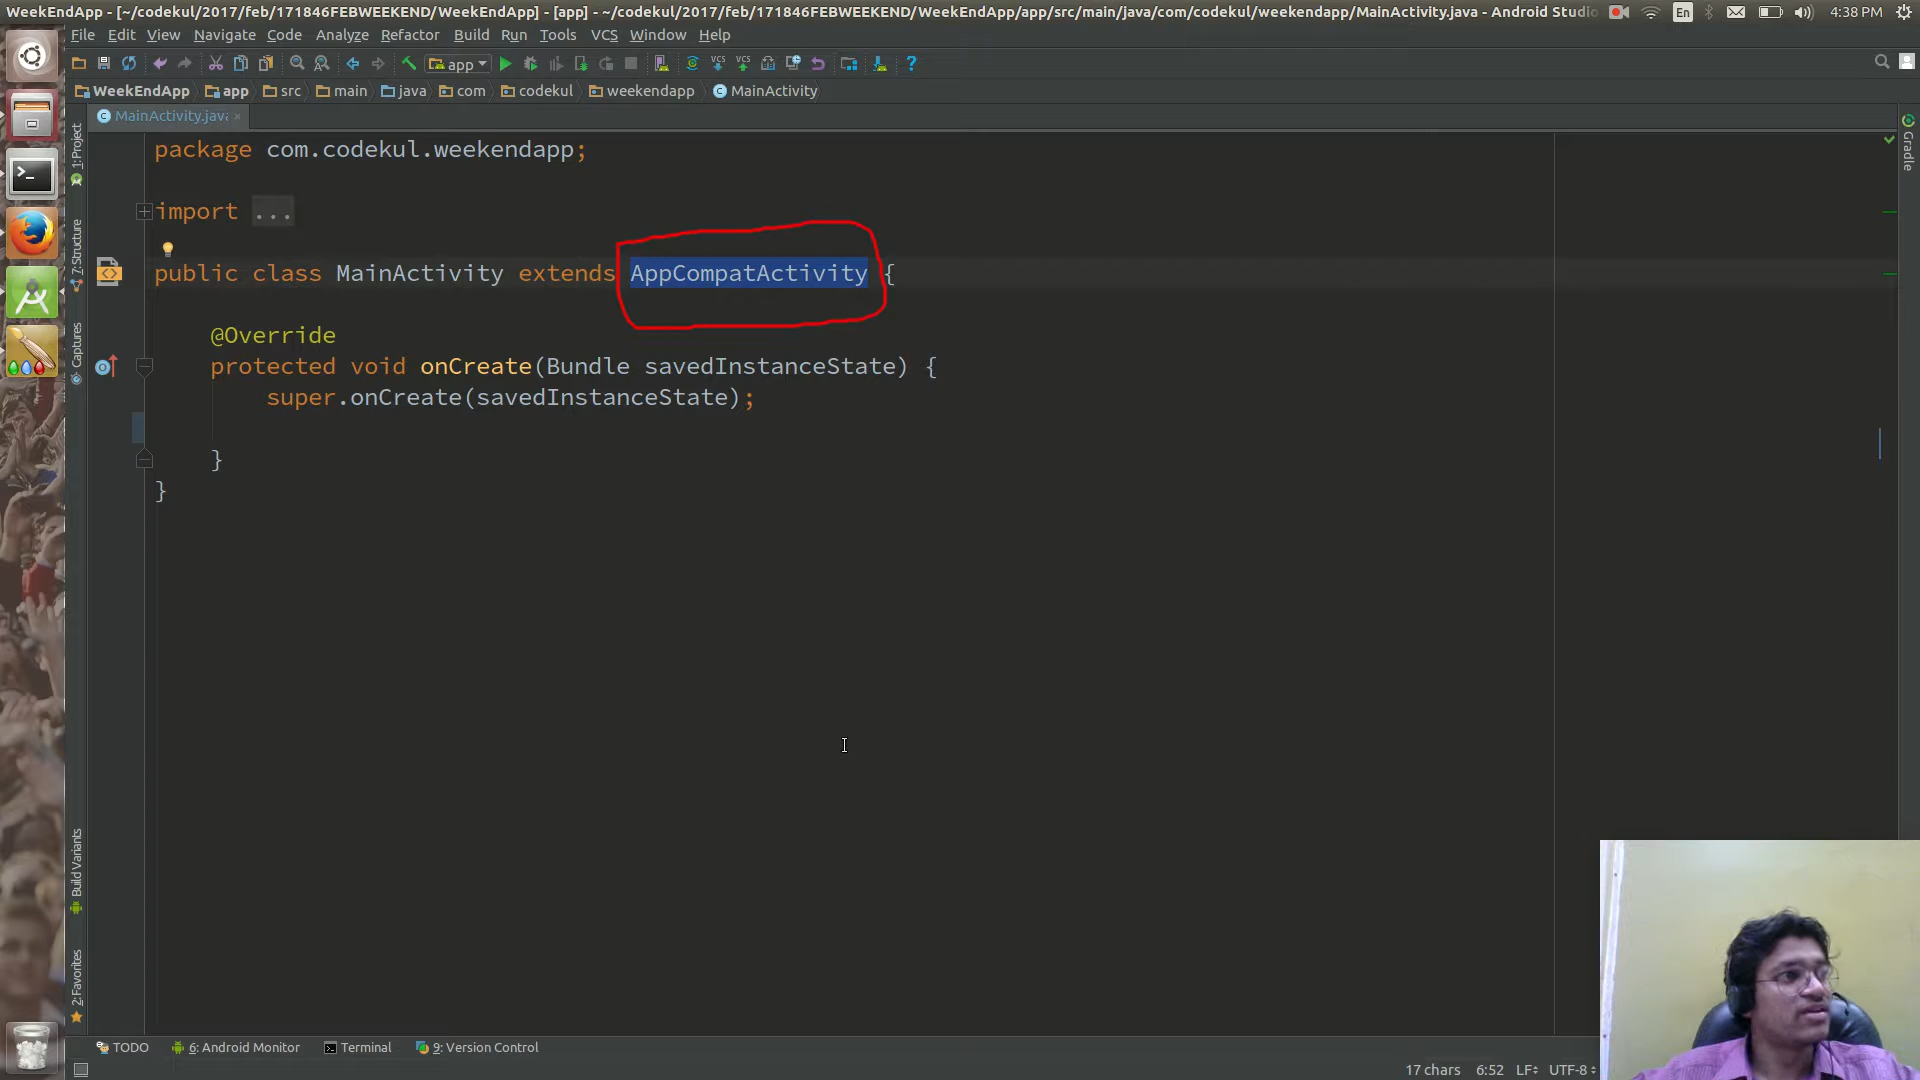 WeekEndApp - [~/codekul/2017/feb/171846FEBWEEKEND/WeekEndApp] - [app] - ~/codekul/2017/feb/171846FEBWEEKEND/WeekEndApp/app/src/main/java/com/codekul/weekendapp/MainActivity.java - Android Studio En 4:38 PM
File Edit View Navigate Code Analyze Refactor Build Run Tools VCS Window Help
app VCS VCS ?
WeekEndApp app src main java com codekul weekendapp MainActivity
MainActivity.java
1:Project
7:Structure
Captures
Build Variants
2:Favorites
Gradle
package com.codekul.weekendapp;
import ...
public class MainActivity extends AppCompatActivity {
@Override
protected void onCreate(Bundle savedInstanceState) {
super.onCreate(savedInstanceState);
}
}
TODO 6: Android Monitor Terminal 9: Version Control
17 chars 6:52 LF UTF-8